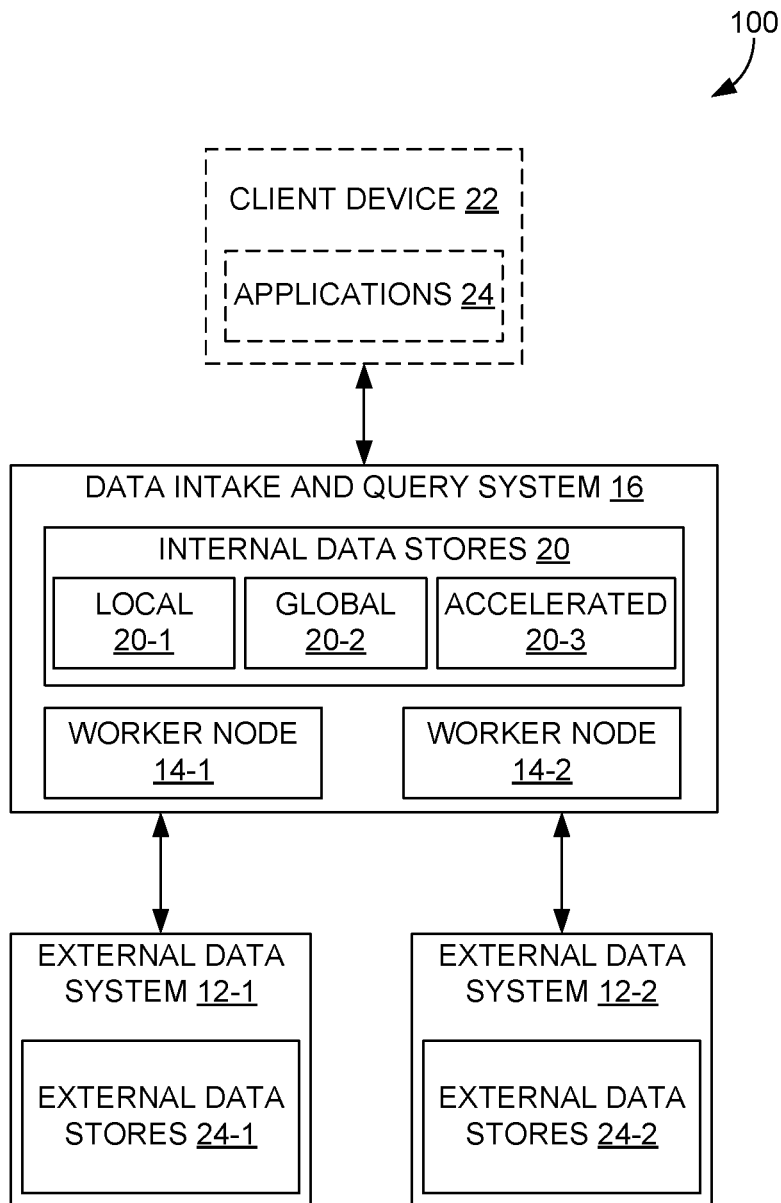 100
CLIENT DEVICE 22
APPLICATIONS 24
DATA INTAKE AND QUERY SYSTEM 16
INTERNAL DATA STORES 20
LOCAL
20-1
GLOBAL
20-2
ACCELERATED
20-3
WORKER NODE
14-1
WORKER NODE
14-2
EXTERNAL DATA
SYSTEM 12-1
EXTERNAL DATA
STORES 24-1
EXTERNAL DATA
SYSTEM 12-2
EXTERNAL DATA
STORES 24-2